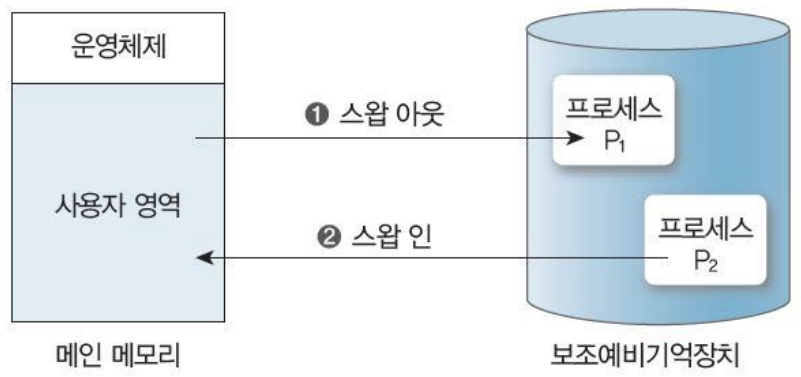 운영체제
사용자 영역
메인 메모리
❶ 스왑 아웃
❷ 스왑 인
프로세스
P₁
프로세스
P₂
보조예비기억장치